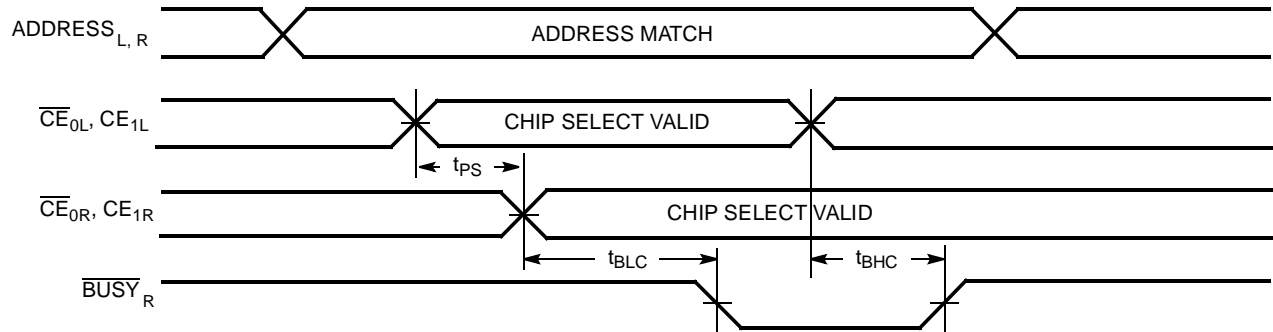 ADDRESS L, R ADDRESS MATCH
CE0L, CE1L CHIP SELECT VALID
tPS
CE0R, CE1R CHIP SELECT VALID
tBLC tBHC
BUSY R